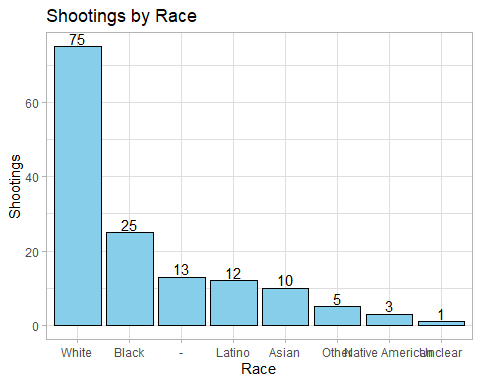 Shootings by Race
Shootings
75
25
13
12
10
5
3
1
60
40
20
0
White
Black
-
Latino
Asian
Other
Native American
Unclear
Race